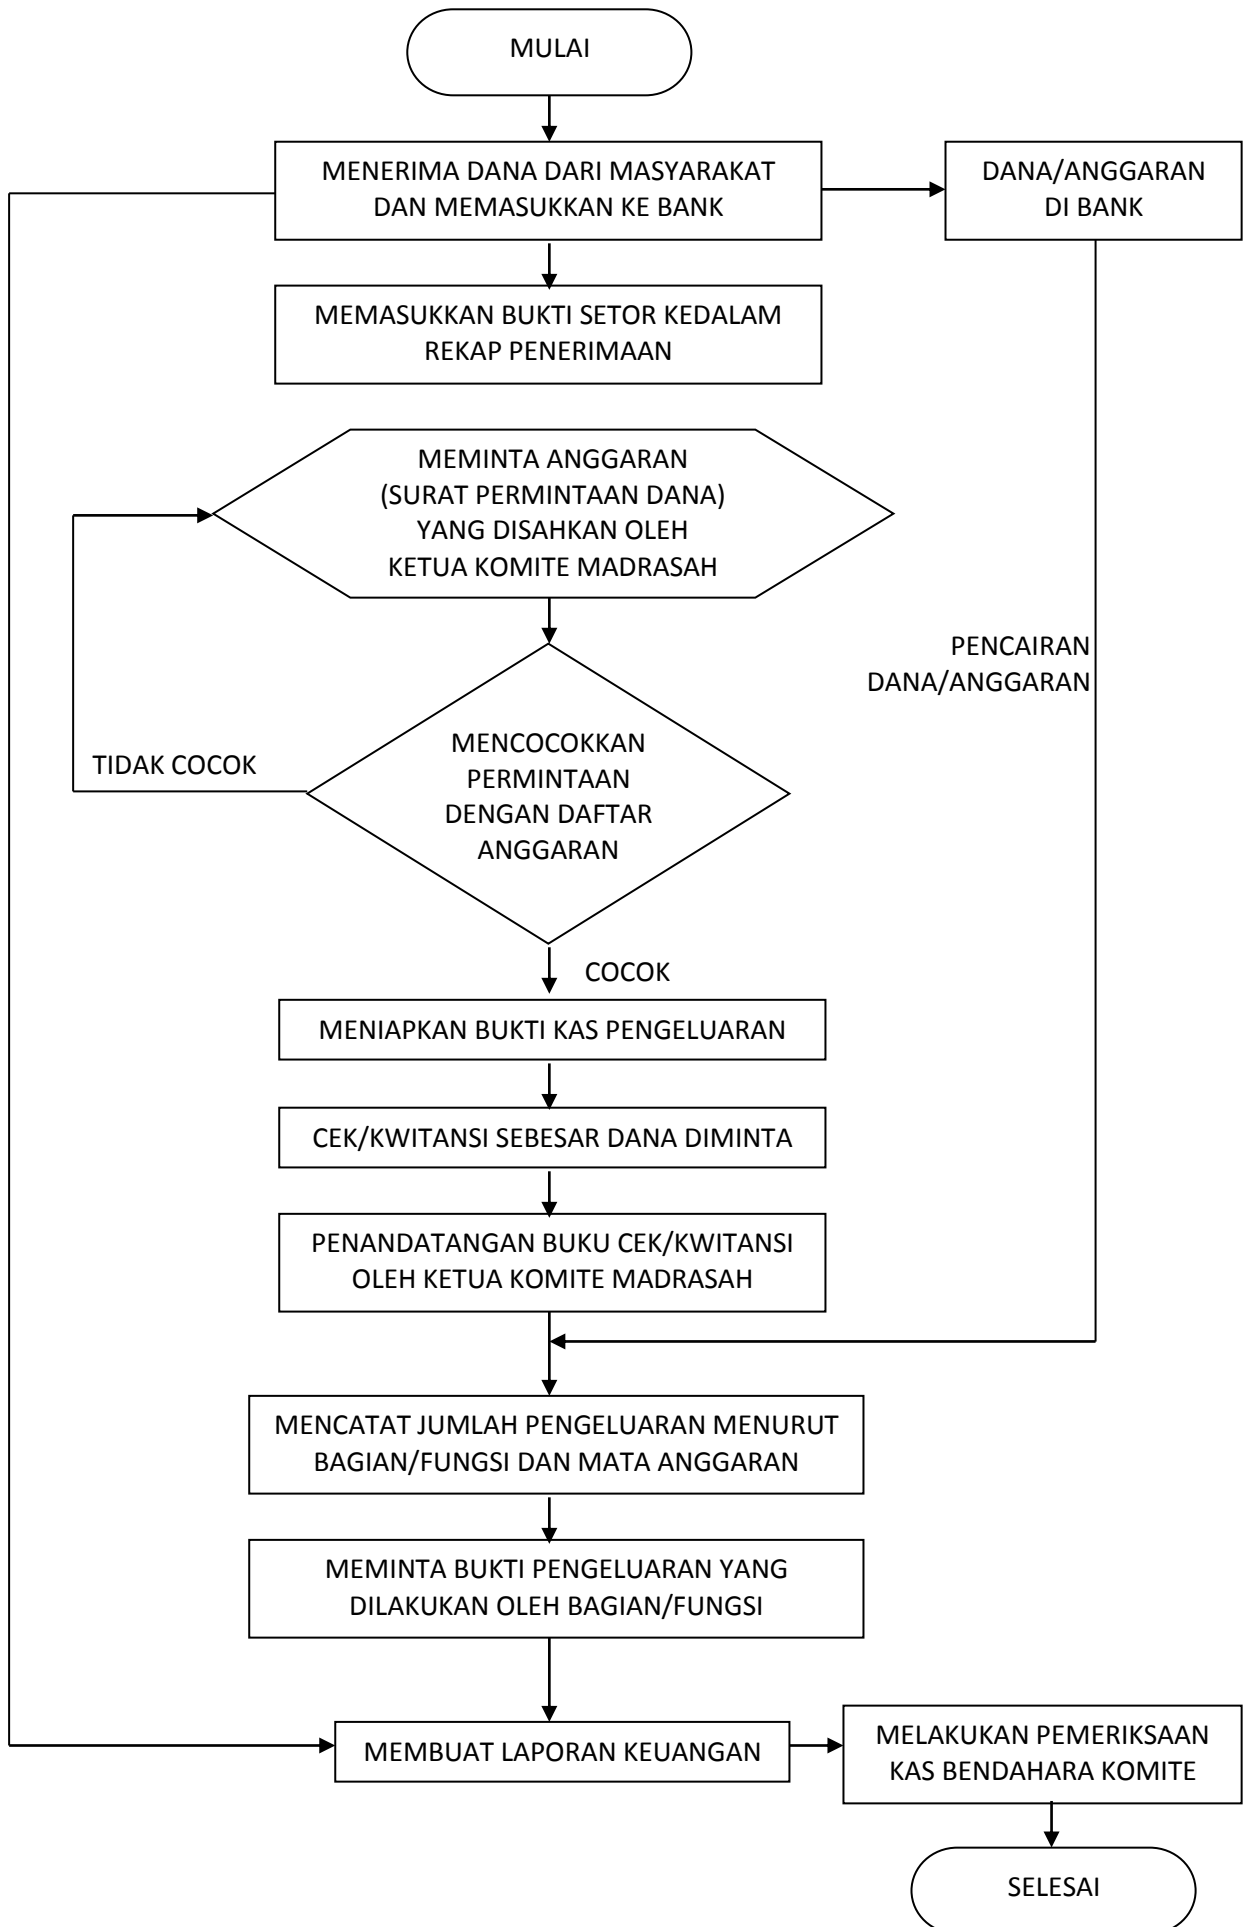 MULAI
MENERIMA DANA DARI MASYARAKAT
DAN MEMASUKKAN KE BANK
DANA/ANGGARAN
DI BANK
MEMASUKKAN BUKTI SETOR KEDALAM
REKAP PENERIMAAN
MEMINTA ANGGARAN
(SURAT PERMINTAAN DANA)
YANG DISAHKAN OLEH
KETUA KOMITE MADRASAH
PENCAIRAN
DANA/ANGGARAN
TIDAK COCOK
MENCOCOKKAN
PERMINTAAN
DENGAN DAFTAR
ANGGARAN
COCOK
MENIAPKAN BUKTI KAS PENGELUARAN
CEK/KWITANSI SEBESAR DANA DIMINTA
PENANDATANGAN BUKU CEK/KWITANSI
OLEH KETUA KOMITE MADRASAH
MENCATAT JUMLAH PENGELUARAN MENURUT
BAGIAN/FUNGSI DAN MATA ANGGARAN
MEMINTA BUKTI PENGELUARAN YANG
DILAKUKAN OLEH BAGIAN/FUNGSI
MEMBUAT LAPORAN KEUANGAN
MELAKUKAN PEMERIKSAAN
KAS BENDAHARA KOMITE
SELESAI